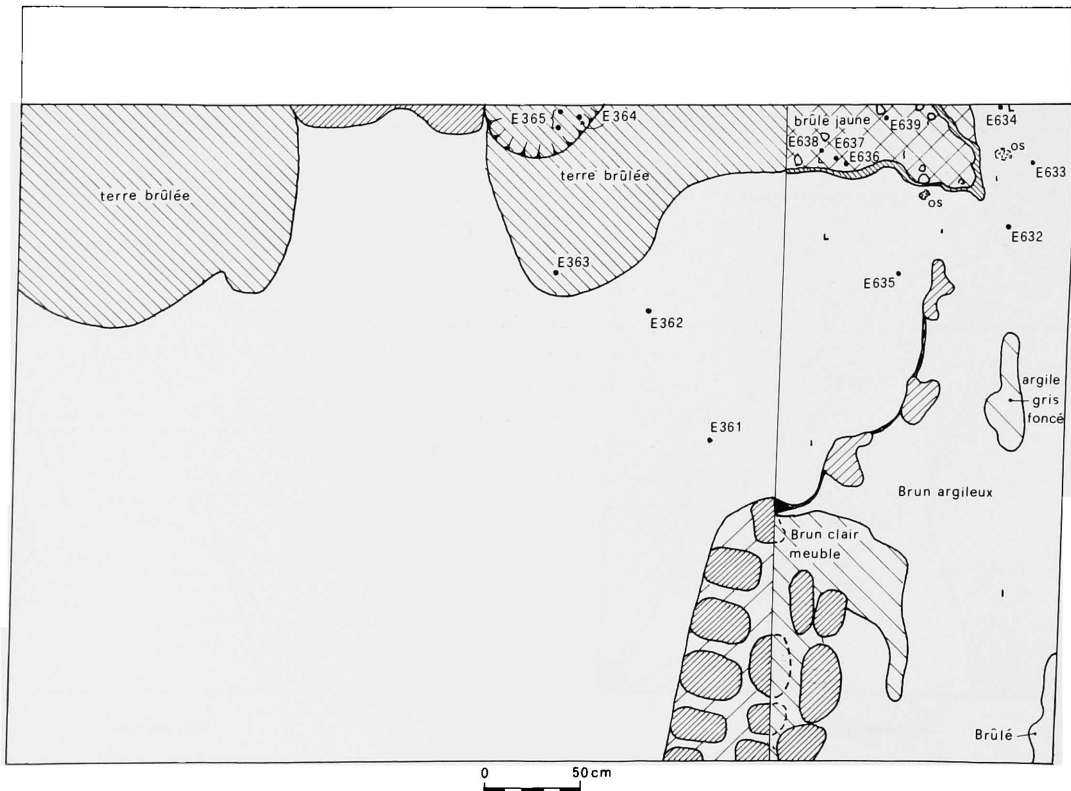 E365
E364
brûlé jaune
E639
E634
E638
E637
E636
os
E633
terre brûlée
terre brûlée
os
E632
E363
E635
E362
argile
gris
foncé
E361
Brun argileux
Brun clair
meuble
Brûlé
0 50 cm